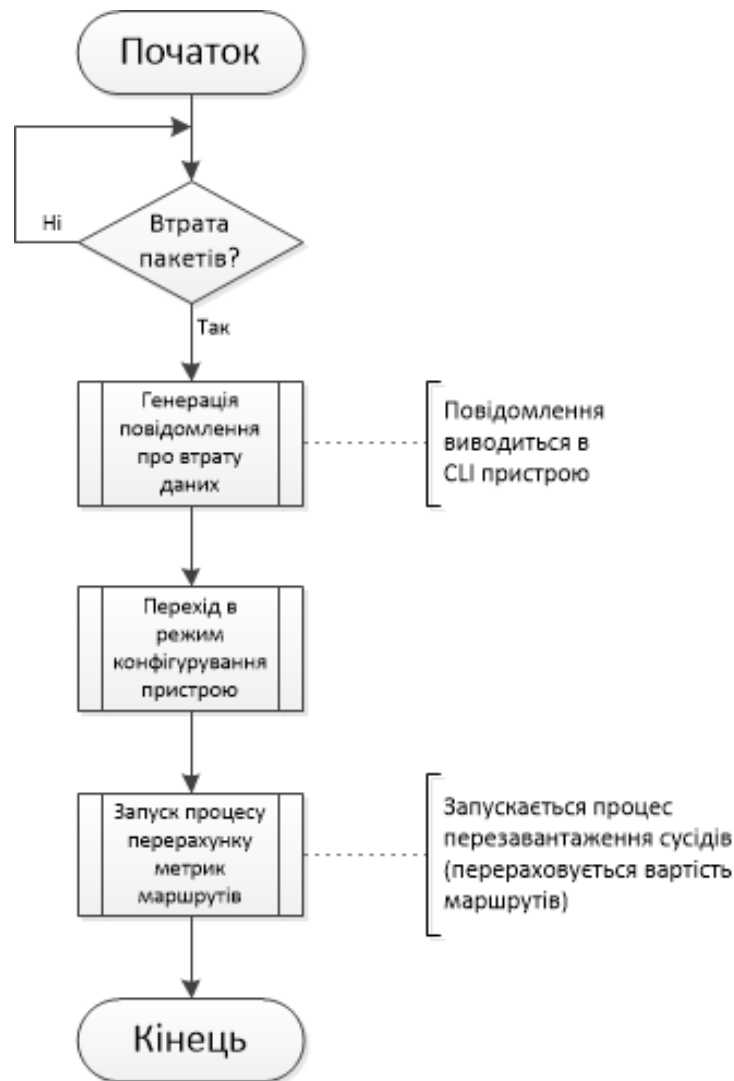 Початок
Ні
Втрата
пакетів?
Так
Генерація
повідомлення
про втрату
даних
Повідомлення
виводиться в
CLI пристрою
Перехід в
режим
конфігурування
пристрою
Запуск процесу
перерахунку
метрик
маршрутів
Запускається процес
перезавантаження сусідів
(перераховується вартість
маршрутів)
Кінець